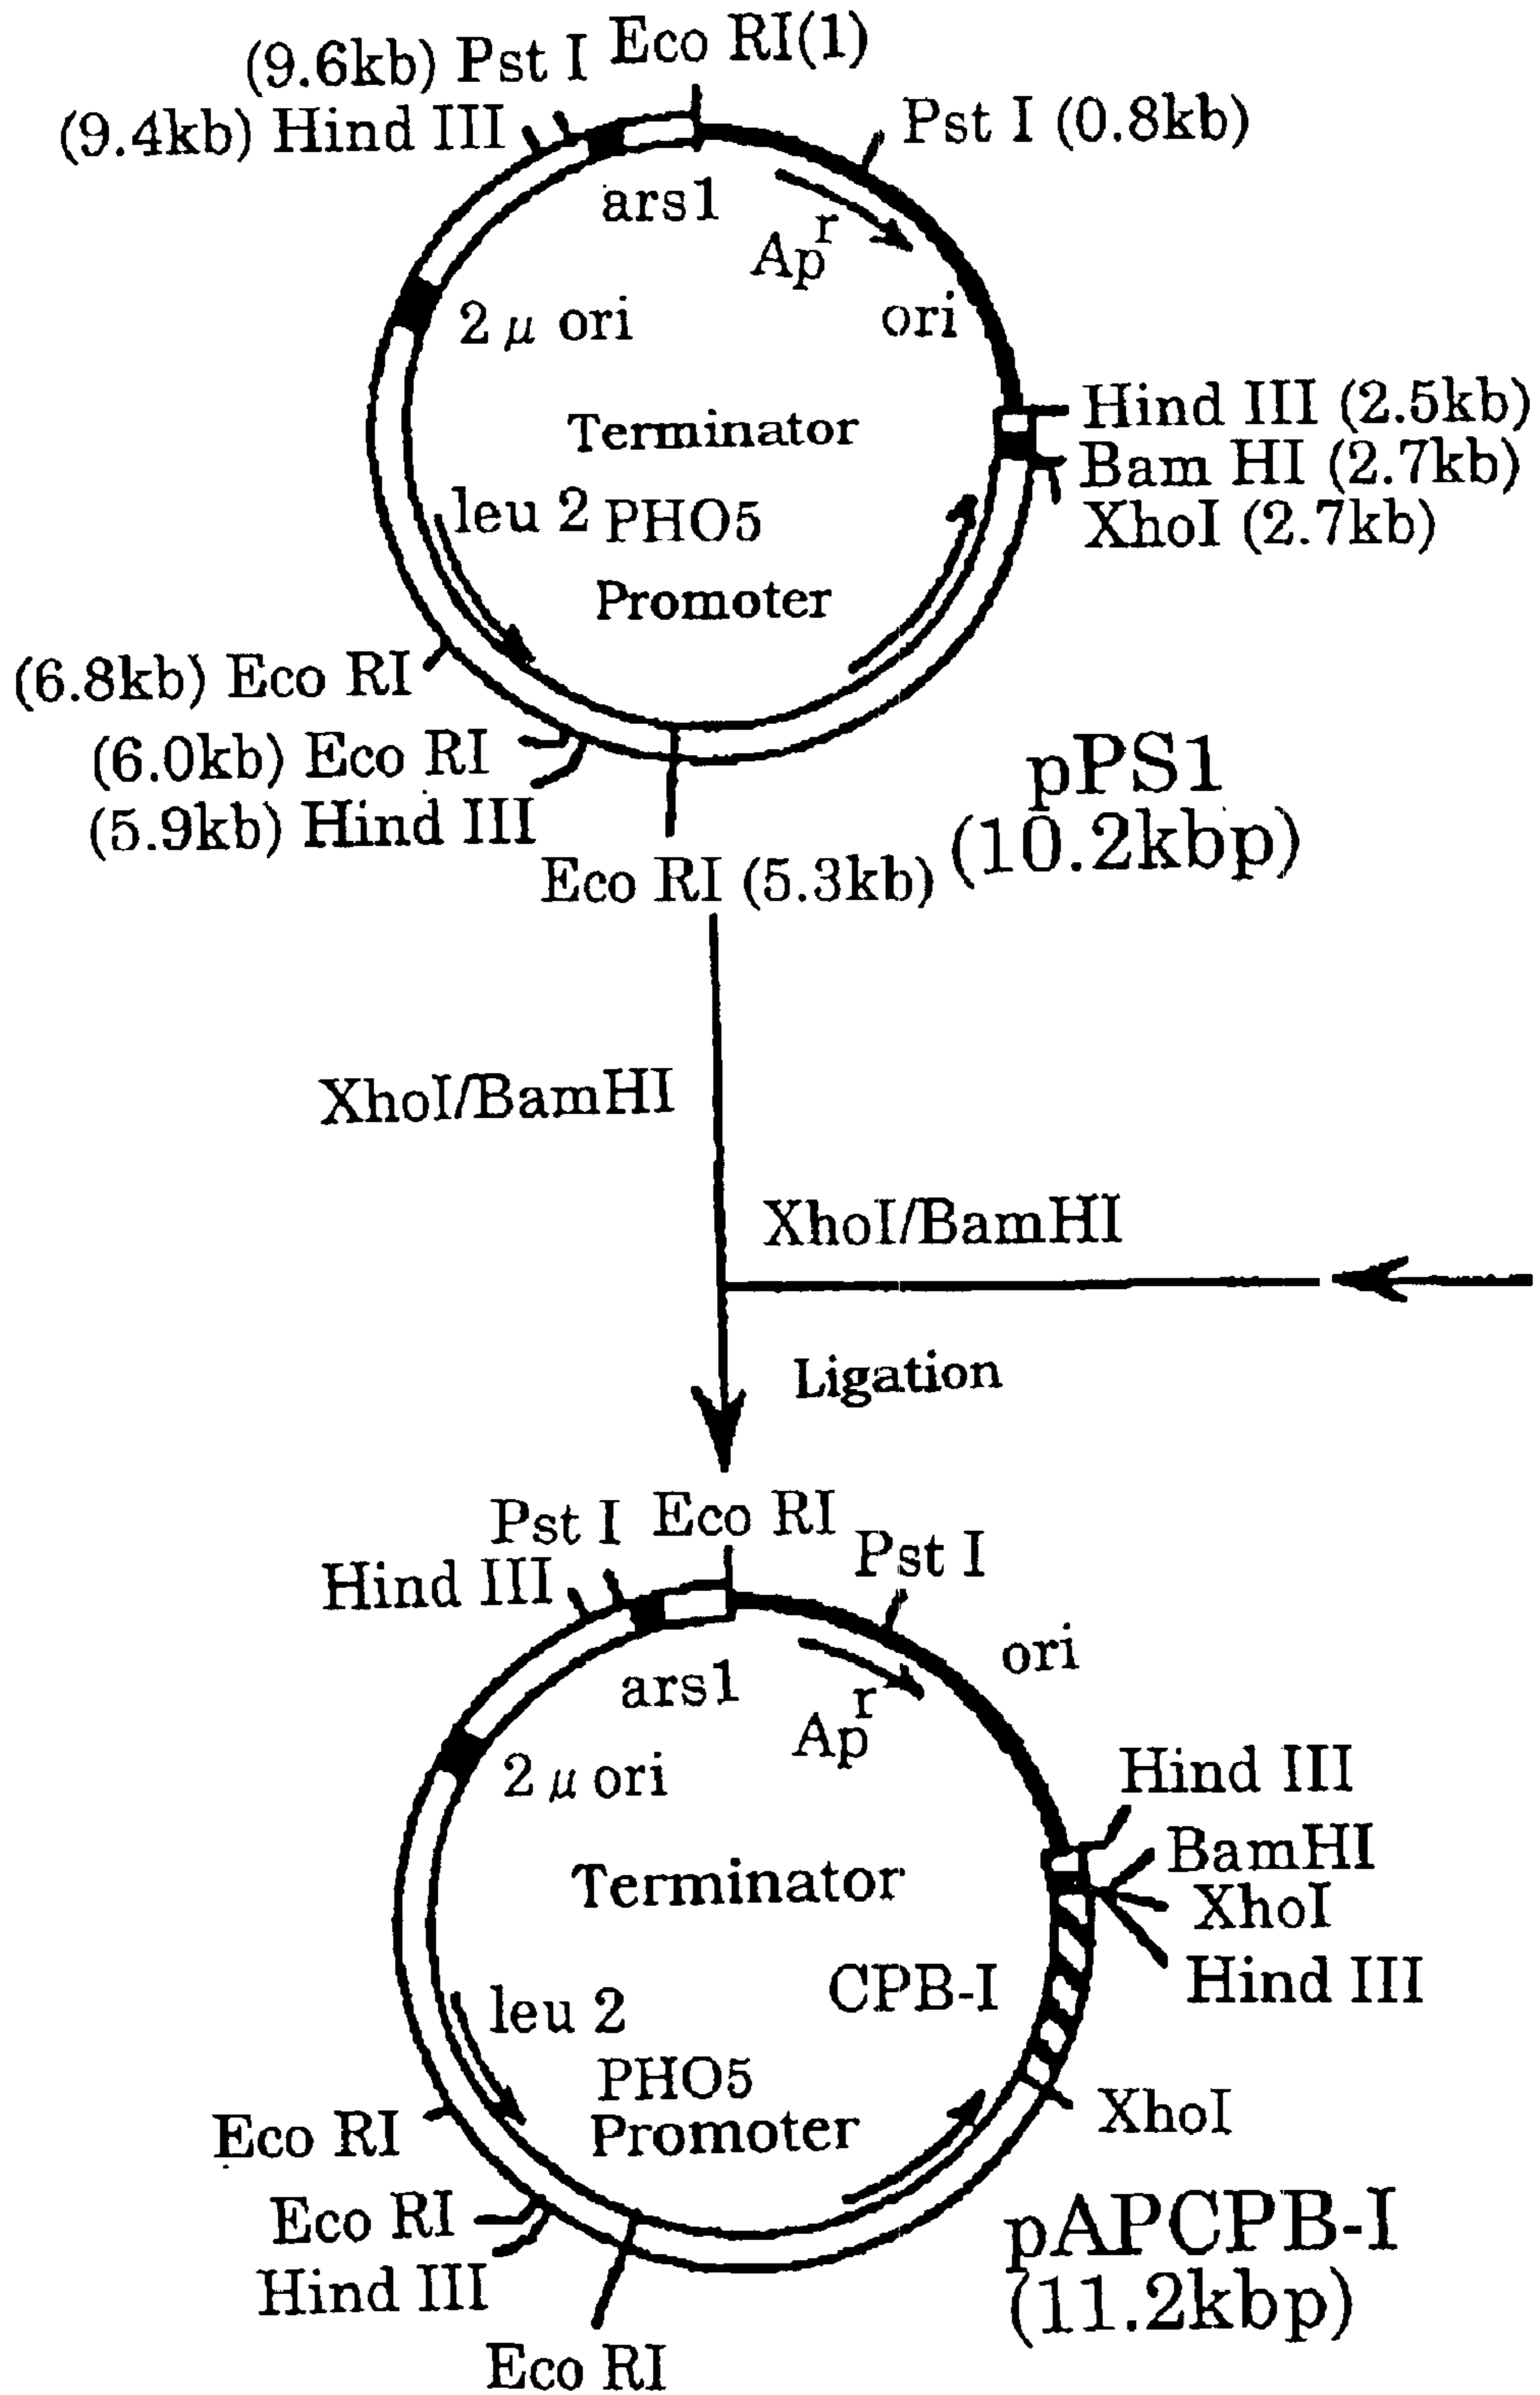 (9.6kb) Pst I Eco RI(1)
(9.4kb) Hind III
Pst I (0.8kb)
ars1
Apr
2 μ ori
ori
Hind III (2.5kb)
Terminator
Bam HI (2.7kb)
leu 2 PHO5
XhoI (2.7kb)
Promoter
(6.8kb) Eco RI
(6.0kb) Eco RI
(5.9kb) Hind III
pPS1
(10.2kbp)
Eco RI (5.3kb)
XhoI/BamHI
XhoI/BamHI
Ligation
Pst I Eco RI
Pst I
Hind III
ori
ars1
Apr
2 μ ori
Hind III
BamHI
Terminator
XhoI
CPB-I
Hind III
leu 2
PHO5
Promoter
XhoI
Eco RI
Eco RI
Hind III
pAPCPB-I
(11.2kbp)
Eco RI